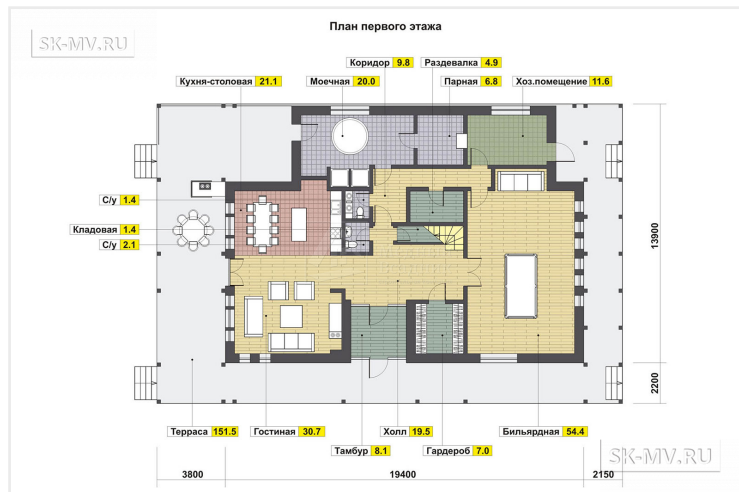 План первого этажа
SK-MV.RU
Коридор 9.8
Раздевалка 4.9
Кухня-столовая 21.1
Моечная 20.0
Парная 6.8
Хоз.помещение 11.6
С/у 1.4
Кладовая 1.4
С/у 2.1
13900
2200
Терраса 151.5
Гостиная 30.7
Холл 19.5
Бильярдная 54.4
Тамбур 8.1
Гардероб 7.0
SK-MV.RU
3800
19400
2150